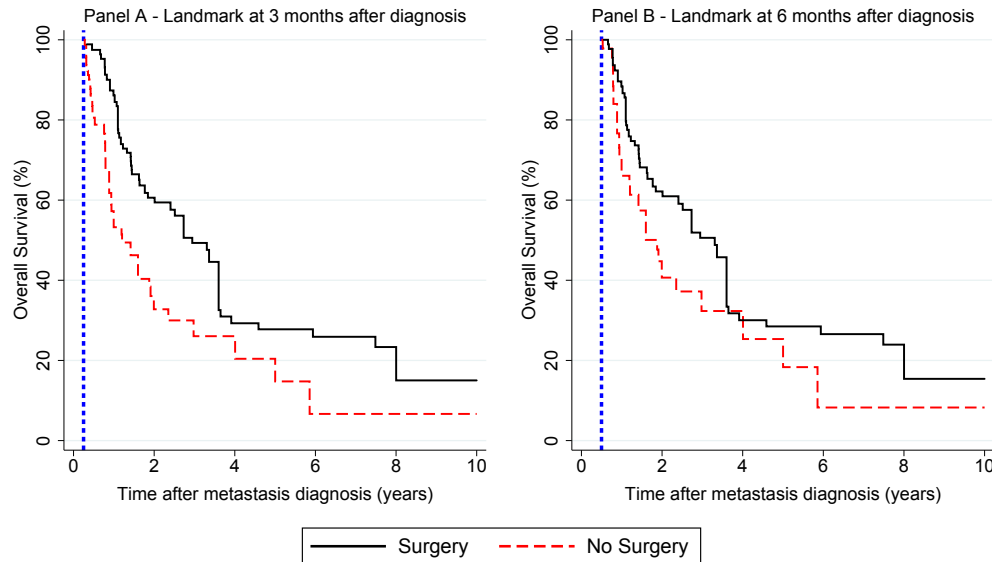 Panel A - Landmark at 3 months after diagnosis
100
80
60
40
20
0
Overall Survival (%)
0 2 4 6 8 10
Time after metastasis diagnosis (years)
Panel B - Landmark at 6 months after diagnosis
100
80
60
40
20
0
Overall Survival (%)
0 2 4 6 8 10
Time after metastasis diagnosis (years)
Surgery No Surgery